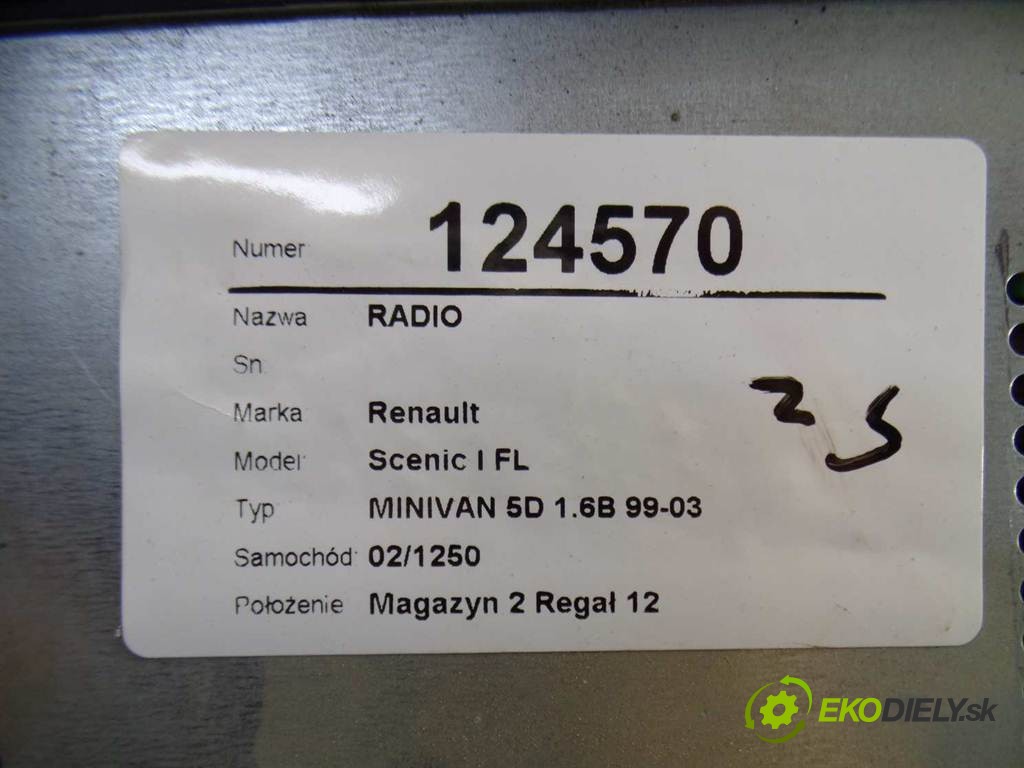 Numer 124570
Nazwa RADIO
Sn
Marka Renault
Model Scenic I FL
Typ MINIVAN 5D 1.6B 99-03
Samochód 02/1250
Położenie Magazyn 2 Regał 12
25
EKODIELY.sk